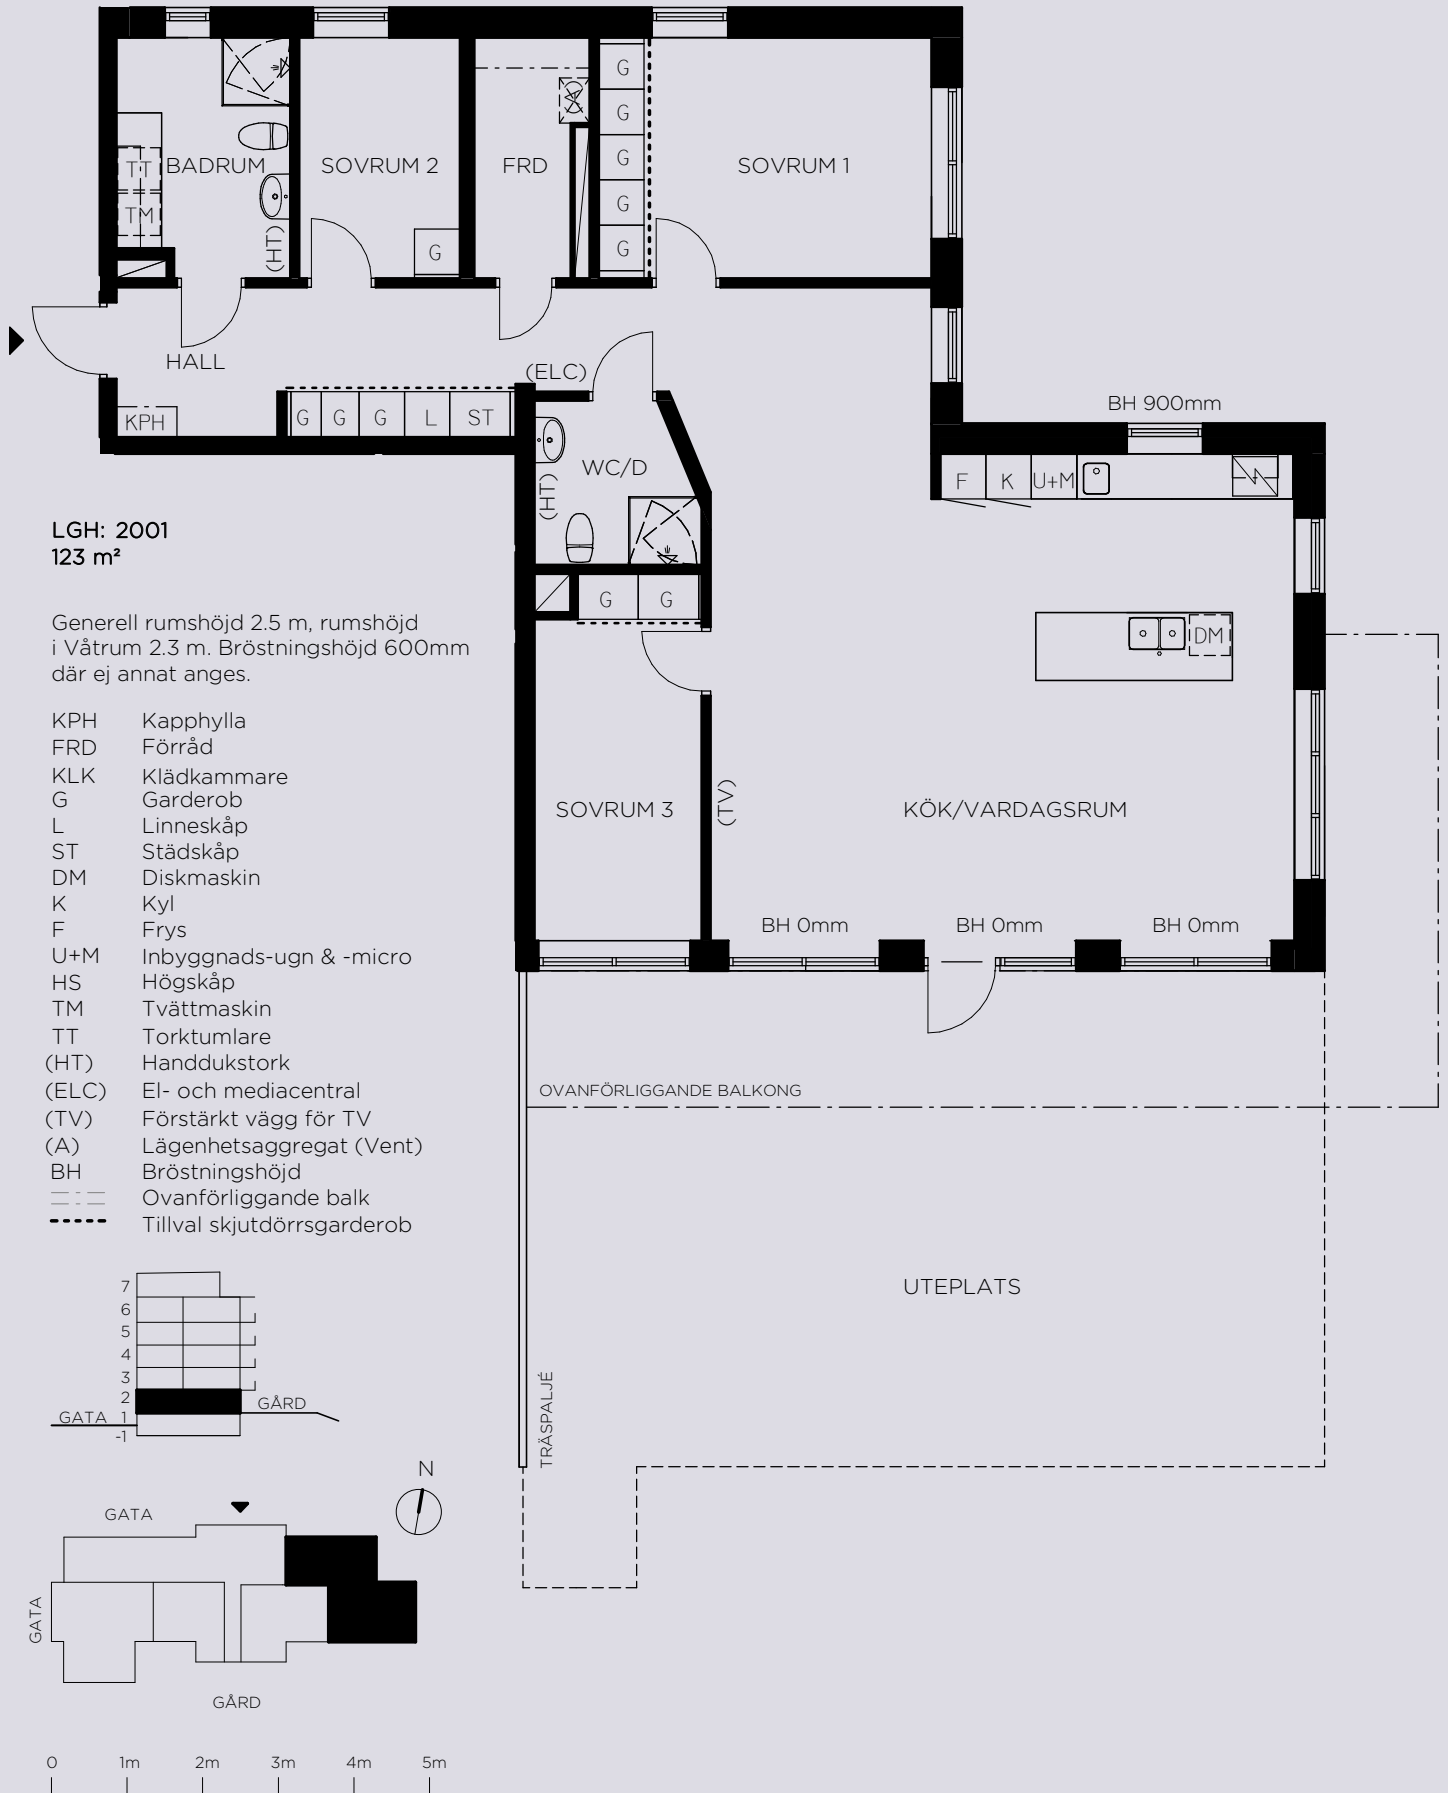 BADRUM
TT
TM
(HT)
SOVRUM 2
G
FRD
G
G
G
G
G
SOVRUM 1
HALL
(ELC)
KPH
G
G
G
L
ST
WC/D
(HT)
BH 900mm
F
K
U+M
G
G
DM
SOVRUM 3
(TV)
KÖK/VARDAGSRUM
BH 0mm
BH 0mm
BH 0mm
OVANFÖRLIGGANDE BALKONG
UTEPLATS
TRÄSPALJÉ
LGH: 2001
123 m²
Generell rumshöjd 2.5 m, rumshöjd
i Våtrum 2.3 m. Bröstningshöjd 600mm
där ej annat anges.
KPH Kapphylla
FRD Förråd
KLK Klädkammare
G Garderob
L Linneskåp
ST Städskåp
DM Diskmaskin
K Kyl
F Frys
U+M Inbyggnads-ugn & -micro
HS Högskåp
TM Tvättmaskin
TT Torktumlare
(HT) Handdukstork
(ELC) El- och mediacentral
(TV) Förstärkt vägg för TV
(A) Lägenhetsaggregat (Vent)
BH Bröstningshöjd
Ovanförliggande balk
Tillval skjutdörrsgarderob
7
6
5
4
3
2
GÅRD
GATA 1
-1
N
GATA
GATA
GÅRD
0 1m 2m 3m 4m 5m